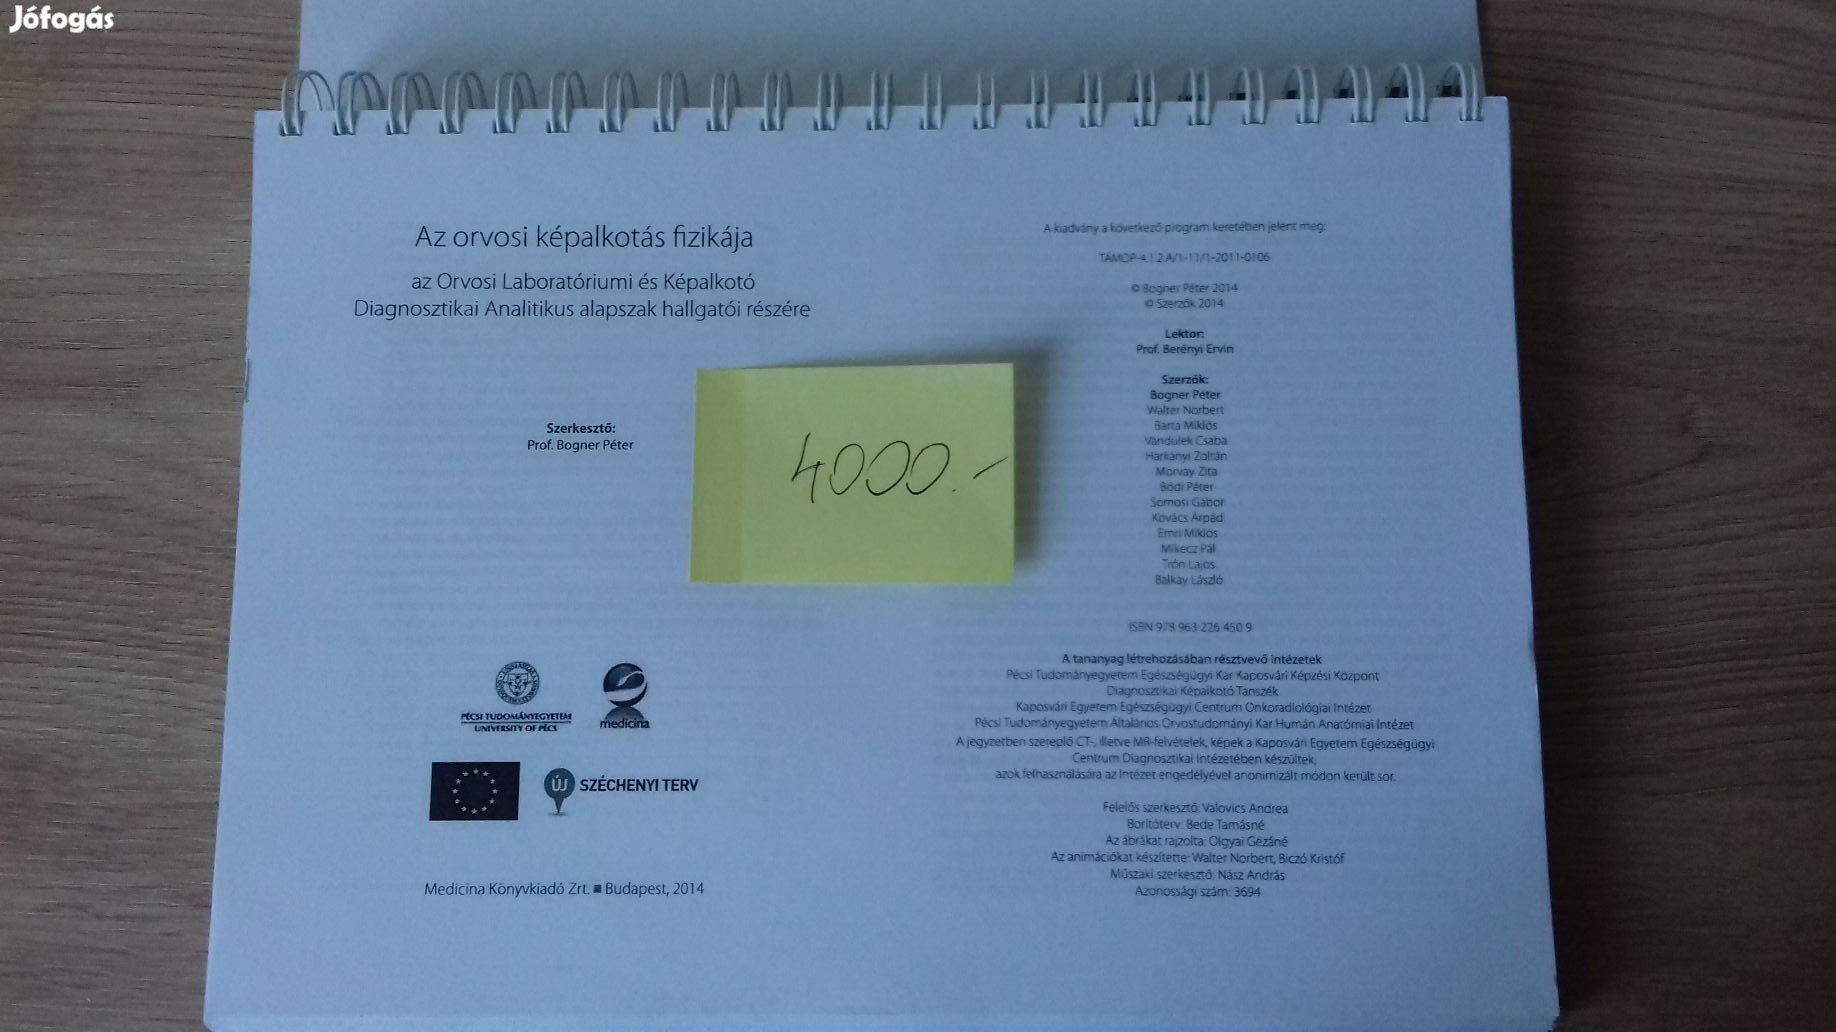 Jófogás
Az orvosi képalkotás fizikája
az Orvosi Laboratóriumi és Képalkotó
Diagnosztikai Analitikus alapszak hallgatói részére
Szerkesztő:
Prof. Bogner Péter
PÉCSI TUDOMÁNYEGYETEM
UNIVERSITY OF PÉCS
medicina
ÚJ SZÉCHENYI TERV
Medicina Könyvkiadó Zrt. ■ Budapest, 2014
4000.-
A kiadvány a következő program keretében jelent meg:
TÁMOP-4.1.2.A/1-11/1-2011-0106
© Bogner Péter 2014
© Szerzők 2014
Lektor:
Prof. Berényi Ervin
Szerzők:
Bogner Péter
Walter Norbert
Barta Miklós
Vandulek Csaba
Harkányi Zoltán
Morvay Zita
Bódi Péter
Somosi Gábor
Kovács Árpád
Emri Miklós
Mikecz Pál
Trón Lajos
Balkay László
ISBN 978 963 226 450 9
A tananyag létrehozásában résztvevő intézetek
Pécsi Tudományegyetem Egészségügyi Kar Kaposvári Képzési Központ
Diagnosztikai Képalkotó Tanszék
Kaposvári Egyetem Egészségügyi Centrum Onkoradiológiai Intézet
Pécsi Tudományegyetem Általános Orvostudományi Kar Humán Anatómiai Intézet
A jegyzetben szereplő CT-, illetve MR-felvételek, képek a Kaposvári Egyetem Egészségügyi
Centrum Diagnosztikai Intézetében készültek,
azok felhasználására az Intézet engedélyével anonimizált módon került sor.
Felelős szerkesztő: Valovics Andrea
Borítóterv: Bede Tamásné
Az ábrákat rajzolta: Olgyai Gézáné
Az animációkat készítette: Walter Norbert, Biczó Kristóf
Műszaki szerkesztő: Nász András
Azonossági szám: 3694